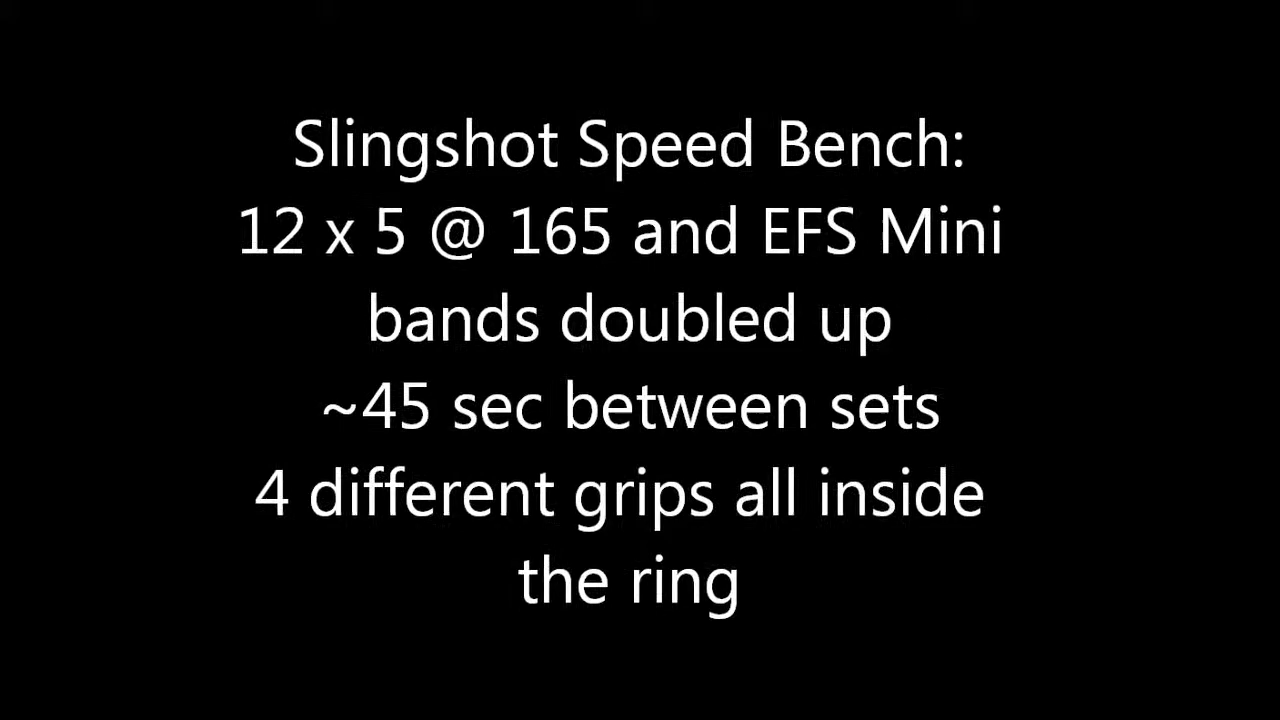 Slingshot Speed Bench:
12 x 5 @ 165 and EFS Mini
bands doubled up
~45 sec between sets
4 different grips all inside
the ring